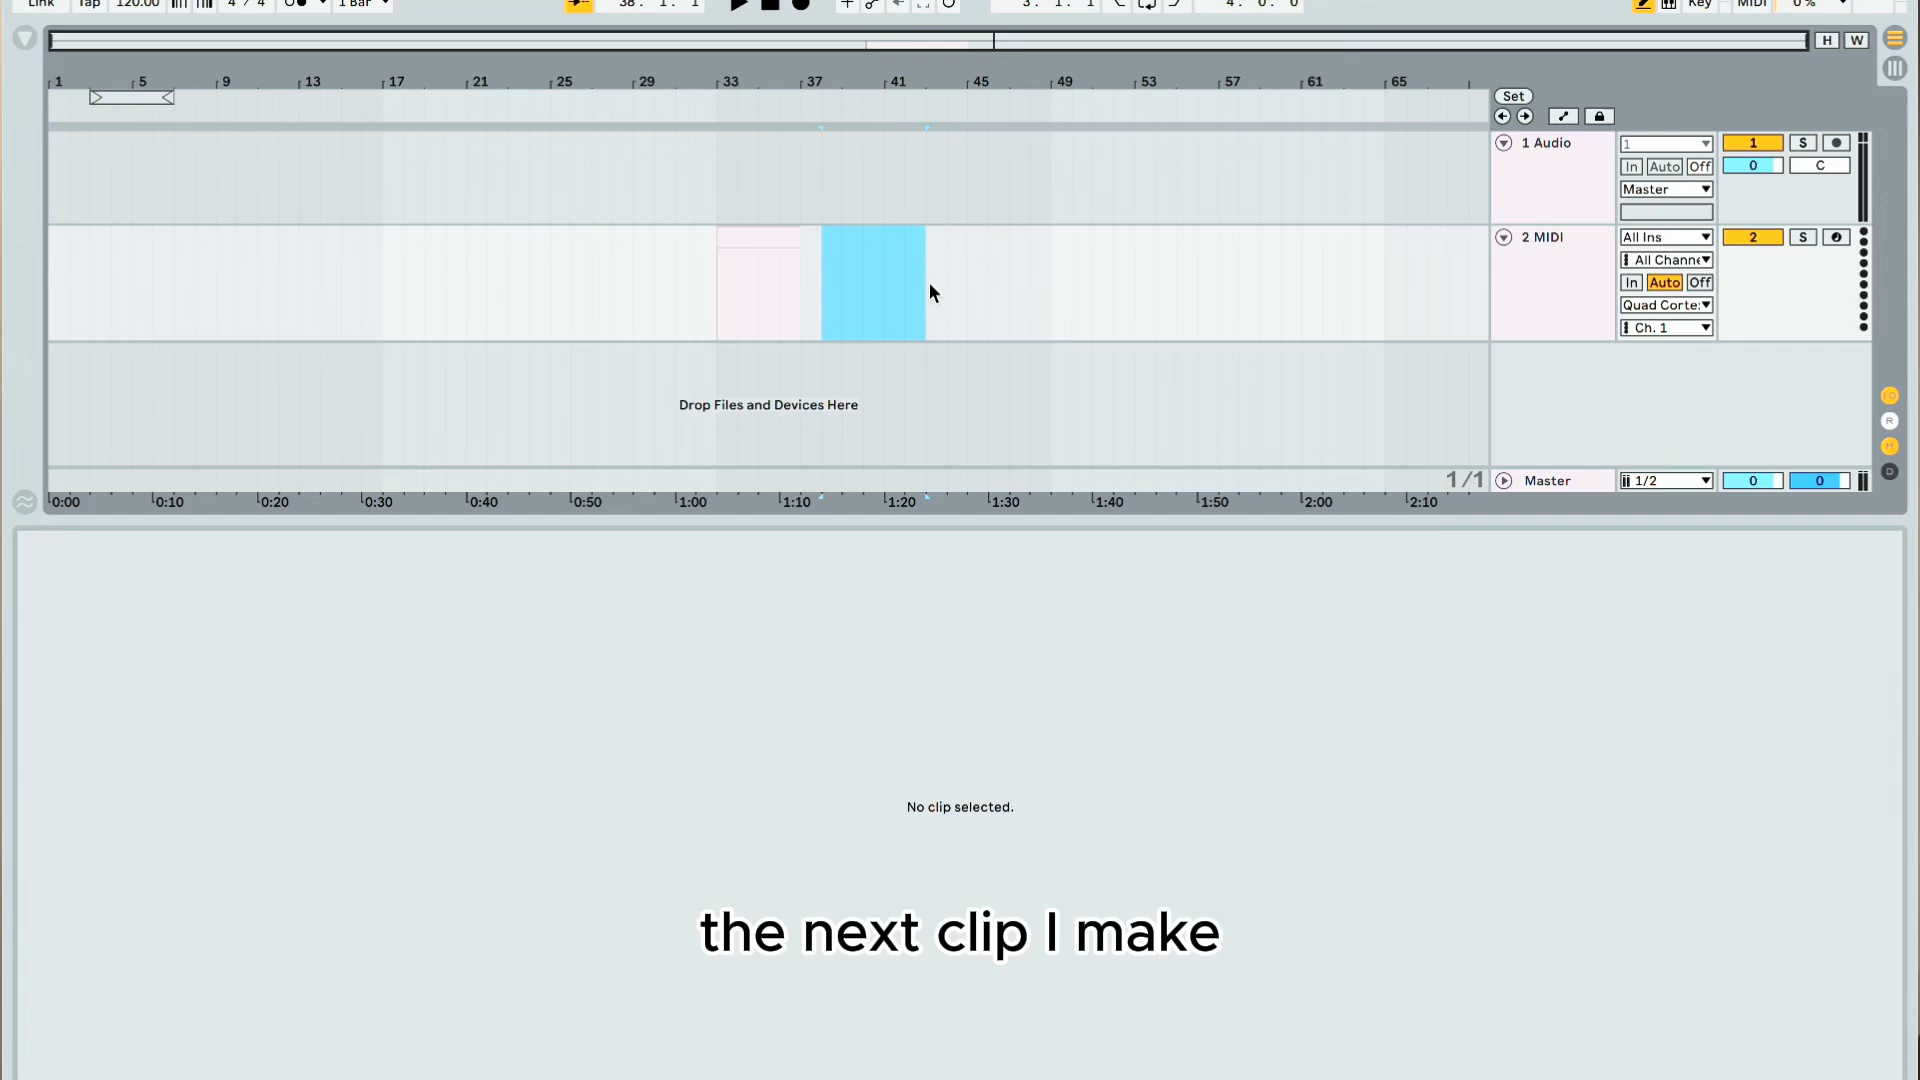 Link Tap 120.00 4 / 4 1 Bar 38. 1. 1 3. 1. 1 4. 0. 0 Key MIDI 0 %
H W
1 5 9 13 17 21 25 29 33 37 41 45 49 53 57 61 65
Set
1 Audio 1 1 S
In Auto Off 0 C
Master
2 MIDI All Ins 2 S
All Channe
In Auto Off
Quad Corte:
Ch. 1
Drop Files and Devices Here
R
M
D
1/1 Master 1/2 0 0
0:00 0:10 0:20 0:30 0:40 0:50 1:00 1:10 1:20 1:30 1:40 1:50 2:00 2:10
No clip selected.
the next clip I make